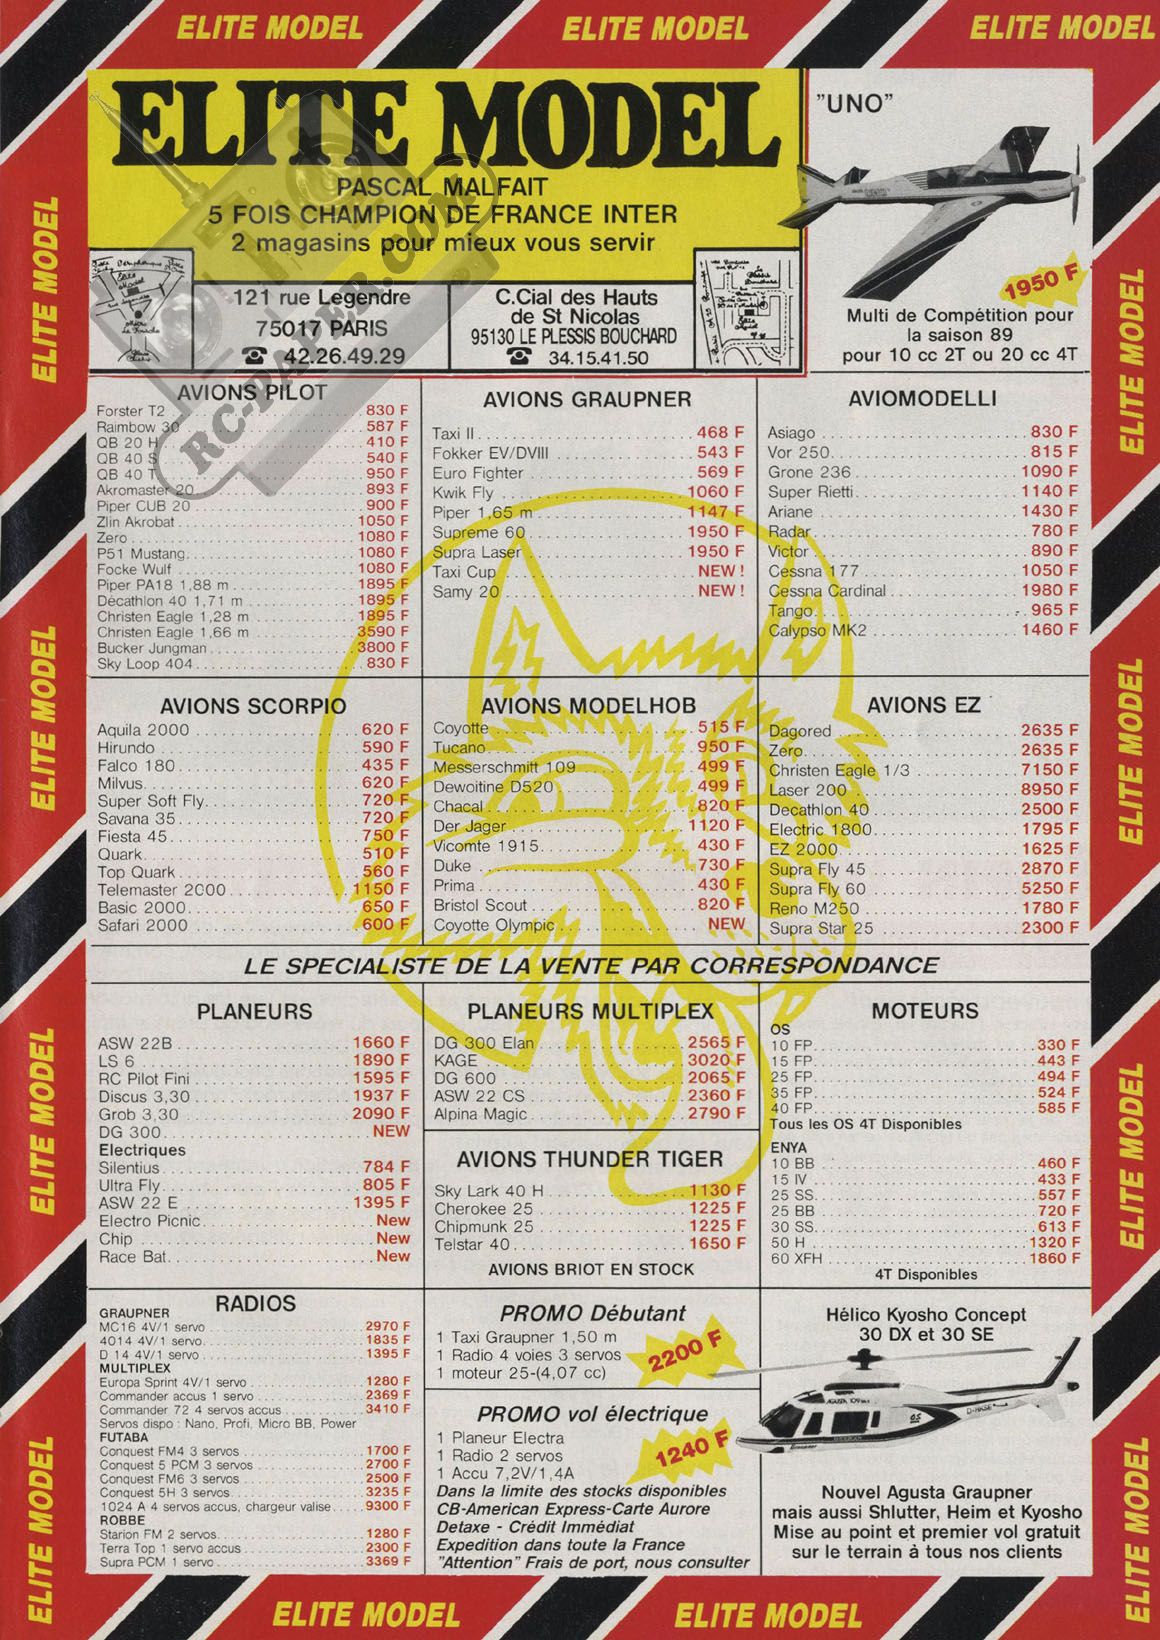 ELITE MODEL
ELITE MODEL
ELITE MODEL
ELITE MODEL
ELITE MODEL
ELITE MODEL
ELITE MODEL
ELITE MODEL
ELITE MODEL
ELITE MODEL
ELITE MODEL
ELITE MODEL
ELITE MODEL
ELITE MODEL
PASCAL MALFAIT
5 FOIS CHAMPION DE FRANCE INTER
2 magasins pour mieux vous servir
RC-PAPER.COM
121 rue Legendre
75017 PARIS
☎ 42.26.49.29
C.Cial des Hauts
de St Nicolas
95130 LE PLESSIS BOUCHARD
☎ 34.15.41.50
"UNO"
1950 F
Multi de Compétition pour
la saison 89
pour 10 cc 2T ou 20 cc 4T
AVIONS PILOT
Forster T2 830 F
Raimbow 30 587 F
QB 20 H 410 F
QB 40 S 540 F
QB 40 T 950 F
Akromaster 20 893 F
Piper CUB 20 900 F
Zlin Akrobat 1050 F
Zero 1080 F
P51 Mustang 1080 F
Focke Wulf 1080 F
Piper PA18 1,88 m 1895 F
Décathlon 40 1,71 m 1895 F
Christen Eagle 1,28 m 1895 F
Christen Eagle 1,66 m 3590 F
Bucker Jungman 3800 F
Sky Loop 404 830 F
AVIONS GRAUPNER
Taxi II 468 F
Fokker EV/DVIII 543 F
Euro Fighter 569 F
Kwik Fly 1060 F
Piper 1,65 m 1147 F
Supreme 60 1950 F
Supra Laser 1950 F
Taxi Cup NEW !
Samy 20 NEW !
AVIOMODELLI
Asiago 830 F
Vor 250 815 F
Grone 236 1090 F
Super Rietti 1140 F
Ariane 1430 F
Radar 780 F
Victor 890 F
Cessna 177 1050 F
Cessna Cardinal 1980 F
Tango 965 F
Calypso MK2 1460 F
AVIONS SCORPIO
Aquila 2000 620 F
Hirundo 590 F
Falco 180 435 F
Milvus 620 F
Super Soft Fly 720 F
Savana 35 720 F
Fiesta 45 750 F
Quark 510 F
Top Quark 560 F
Telemaster 2000 1150 F
Basic 2000 650 F
Safari 2000 600 F
AVIONS MODELHOB
Coyotte 515 F
Tucano 950 F
Messerschmitt 109 499 F
Dewoitine D520 499 F
Chacal 820 F
Der Jager 1120 F
Vicomte 1915 430 F
Duke 730 F
Prima 430 F
Bristol Scout 820 F
Coyotte Olympic NEW
AVIONS EZ
Dagored 2635 F
Zero 2635 F
Christen Eagle 1/3 7150 F
Laser 200 8950 F
Decathlon 40 2500 F
Electric 1800 1795 F
EZ 2000 1625 F
Supra Fly 45 2870 F
Supra Fly 60 5250 F
Reno M250 1780 F
Supra Star 25 2300 F
LE SPECIALISTE DE LA VENTE PAR CORRESPONDANCE
PLANEURS
ASW 22B 1660 F
LS 6 1890 F
RC Pilot Fini 1595 F
Discus 3,30 1937 F
Grob 3,30 2090 F
DG 300 NEW
Electriques
Silentius 784 F
Ultra Fly 805 F
ASW 22 E 1395 F
Electro Picnic New
Chip New
Race Bat New
PLANEURS MULTIPLEX
DG 300 Elan 2565 F
KAGE 3020 F
DG 600 2065 F
ASW 22 CS 2360 F
Alpina Magic 2790 F
AVIONS THUNDER TIGER
Sky Lark 40 H 1130 F
Cherokee 25 1225 F
Chipmunk 25 1225 F
Telstar 40 1650 F
AVIONS BRIOT EN STOCK
MOTEURS
OS
10 FP 330 F
15 FP 443 F
25 FP 494 F
35 FP 524 F
40 FP 585 F
Tous les OS 4T Disponibles
ENYA
10 BB 460 F
15 IV 433 F
25 SS 557 F
25 BB 720 F
30 SS 613 F
50 H 1320 F
60 XFH 1860 F
4T Disponibles
RADIOS
GRAUPNER
MC16 4V/1 servo 2970 F
4014 4V/1 servo 1835 F
D 14 4V/1 servo 1395 F
MULTIPLEX
Europa Sprint 4V/1 servo 1280 F
Commander accus 1 servo 2369 F
Commander 72 4 servos accus 3410 F
Servos dispo : Nano, Profi, Micro BB, Power
FUTABA
Conquest FM4 3 servos 1700 F
Conquest 5 PCM 3 servos 2700 F
Conquest FM6 3 servos 2500 F
Conquest 5H 3 servos 3235 F
1024 A 4 servos accus, chargeur valise 9300 F
ROBBE
Starion FM 2 servos 1280 F
Terra Top 1 servo accus 2300 F
Supra PCM 1 servo 3369 F
PROMO Débutant
1 Taxi Graupner 1,50 m
1 Radio 4 voies 3 servos
1 moteur 25-(4,07 cc)
2200 F
PROMO vol électrique
1 Planeur Electra
1 Radio 2 servos
1 Accu 7,2V/1,4A
1240 F
Dans la limite des stocks disponibles
CB-American Express-Carte Aurore
Detaxe - Crédit Immédiat
Expedition dans toute la France
"Attention" Frais de port, nous consulter
Hélico Kyosho Concept
30 DX et 30 SE
AGUSTA 109
D-HASE
Graupner
Nouvel Agusta Graupner
mais aussi Shlutter, Heim et Kyosho
Mise au point et premier vol gratuit
sur le terrain à tous nos clients